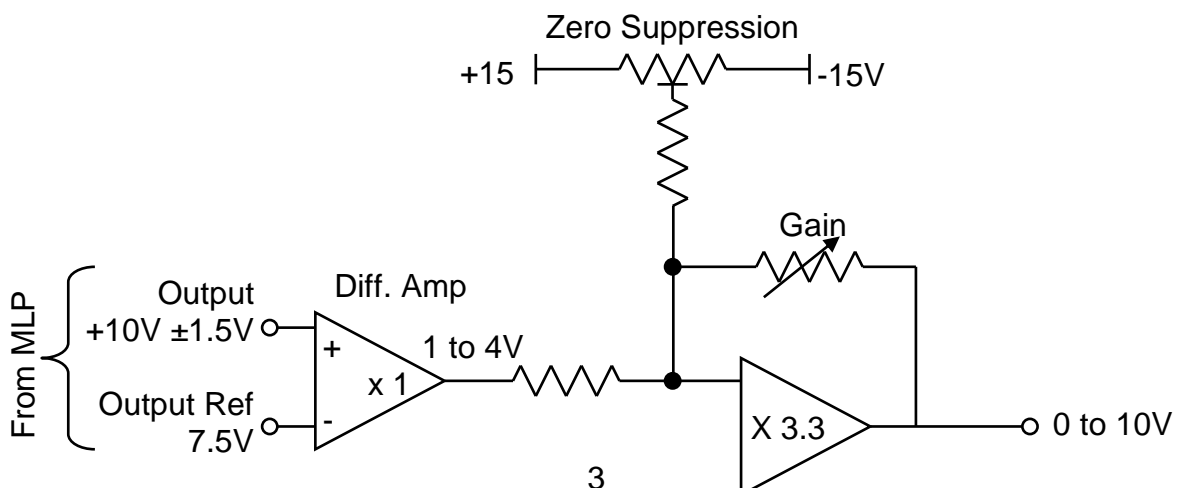 Zero Suppression
+15
-15V
Gain
From MLP
Output
+10V ±1.5V
Output Ref
7.5V
Diff. Amp
+
-
x 1
1 to 4V
X 3.3
0 to 10V
3